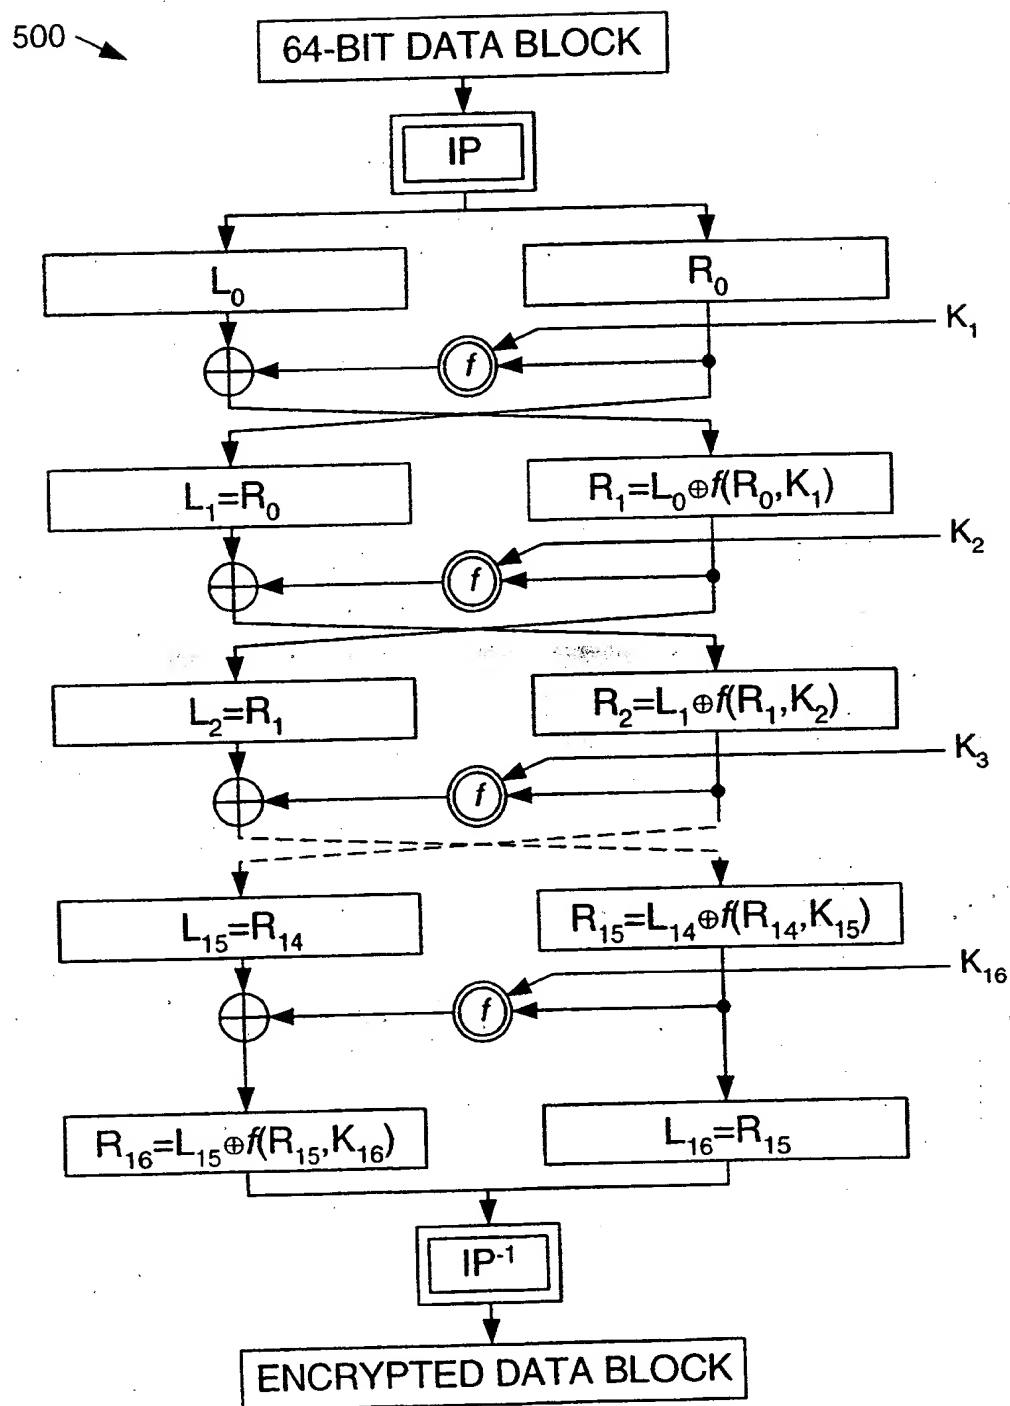 500
64-BIT DATA BLOCK
IP
L₀
R₀
K₁
f
L₁=R₀
R₁=L₀⊕f(R₀,K₁)
K₂
f
L₂=R₁
R₂=L₁⊕f(R₁,K₂)
K₃
f
L₁₅=R₁₄
R₁₅=L₁₄⊕f(R₁₄,K₁₅)
K₁₆
f
R₁₆=L₁₅⊕f(R₁₅,K₁₆)
L₁₆=R₁₅
IP⁻¹
ENCRYPTED DATA BLOCK